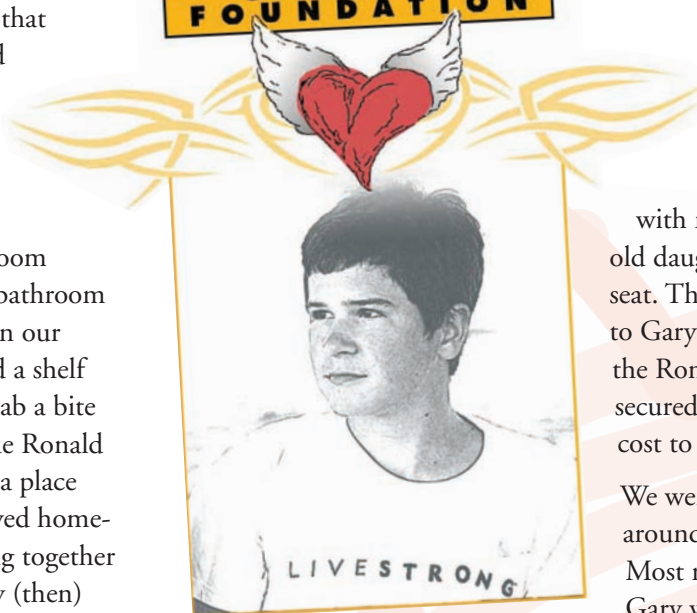 that
FOUNDATION
oom
bathroom
n our
d a shelf
ab a bite
e Ronald
a place
ved home-
g together
y (then)
LIVESTRONG
with
old daug
seat. Th
to Gary
the Ron
secured
cost to
We we
around
Most
Gary